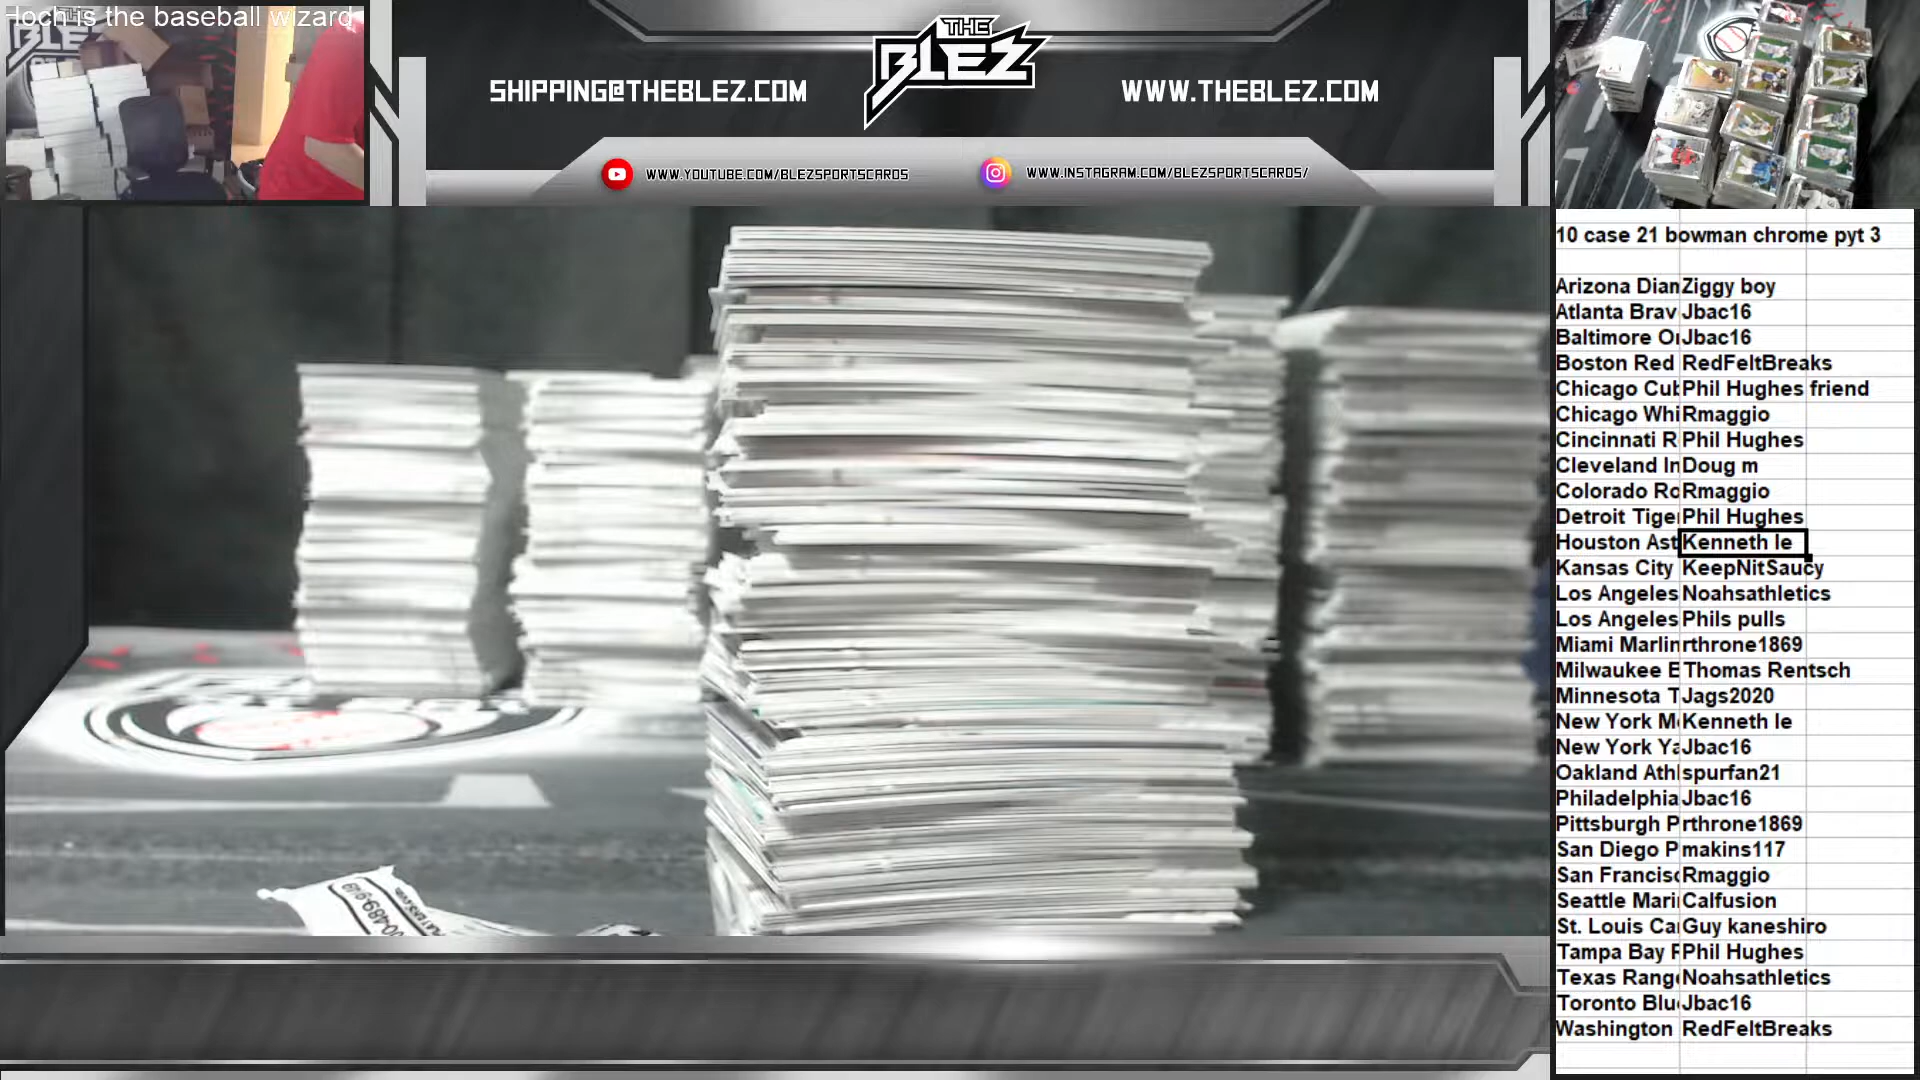 Hoch is the baseball wizard
THE
BLEZ
SHIPPING@THEBLEZ.COM
WWW.THEBLEZ.COM
WWW.YOUTUBE.COM/BLEZSPORTSCARDS
WWW.INSTAGRAM.COM/BLEZSPORTSCARDS/
10 case 21 bowman chrome pyt 3
Arizona Diam Ziggy boy
Atlanta Brav Jbac16
Baltimore Or Jbac16
Boston Red RedFeltBreaks
Chicago Cub Phil Hughes friend
Chicago Whi Rmaggio
Cincinnati R Phil Hughes
Cleveland In Doug m
Colorado Ro Rmaggio
Detroit Tige Phil Hughes
Houston Ast Kenneth le
Kansas City KeepNitSaucy
Los Angeles Noahsathletics
Los Angeles Phils pulls
Miami Marlin rthrone1869
Milwaukee B Thomas Rentsch
Minnesota T Jags2020
New York M Kenneth le
New York Ya Jbac16
Oakland Athl spurfan21
Philadelphia Jbac16
Pittsburgh P rthrone1869
San Diego P makins117
San Francisc Rmaggio
Seattle Mari Calfusion
St. Louis Ca Guy kaneshiro
Tampa Bay R Phil Hughes
Texas Range Noahsathletics
Toronto Blu Jbac16
Washington RedFeltBreaks